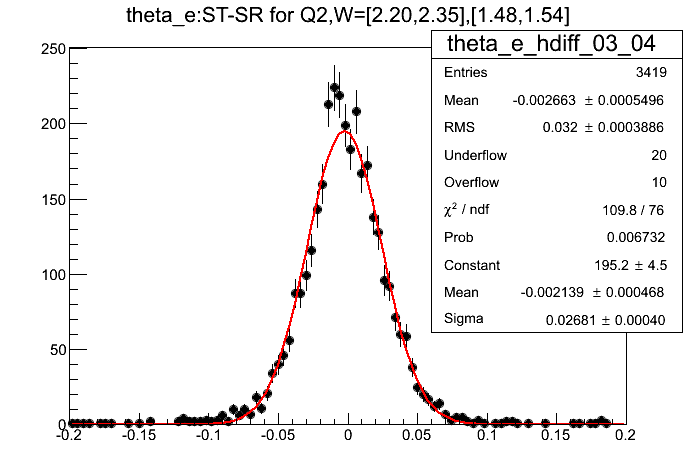 theta_e:ST-SR for Q2,W=[2.20,2.35],[1.48,1.54]
theta_e_hdiff_03_04
Entries 3419
Mean -0.002663 ± 0.0005496
RMS 0.032 ± 0.0003886
Underflow 20
Overflow 10
χ² / ndf 109.8 / 76
Prob 0.006732
Constant 195.2 ± 4.5
Mean -0.002139 ± 0.000468
Sigma 0.02681 ± 0.00040
250
200
150
100
50
0
-0.2 -0.15 -0.1 -0.05 0 0.05 0.1 0.15 0.2